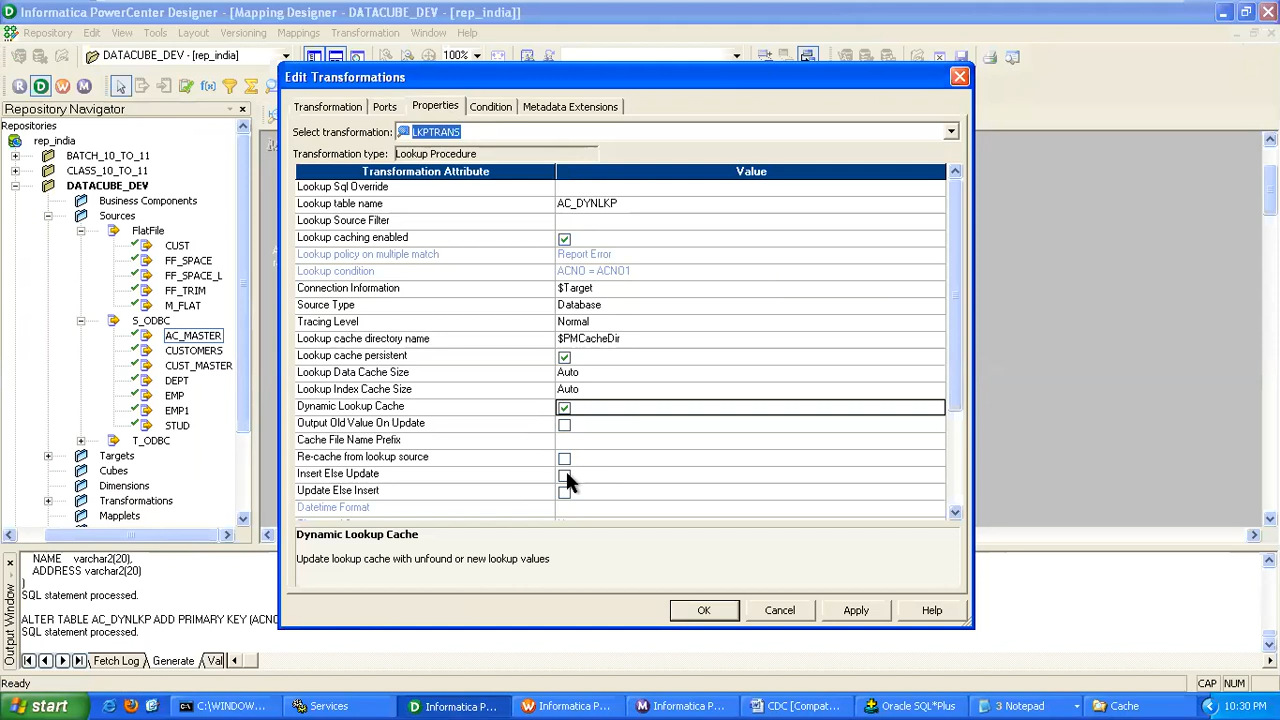 Informatica PowerCenter Designer - [Mapping Designer - DATACUBE_DEV - [rep_india]]
Repository Edit View Tools Layout Versioning Mappings Transformation Window Help
DATACUBE_DEV - [rep_india]
100%
R D W M
Repository Navigator
Repositories
rep_india
BATCH_10_TO_11
CLASS_10_TO_11
DATACUBE_DEV
Business Components
Sources
FlatFile
CUST
FF_SPACE
FF_SPACE_L
FF_TRIM
M_FLAT
S_ODBC
AC_MASTER
CUSTOMERS
CUST_MASTER
DEPT
EMP
EMP1
STUD
T_ODBC
Targets
Cubes
Dimensions
Transformations
Mapplets
Edit Transformations
Transformation Ports Properties Condition Metadata Extensions
Select transformation: LKPTRANS
Transformation type: Lookup Procedure
Transformation Attribute Value
Lookup Sql Override
Lookup table name AC_DYNLKP
Lookup Source Filter
Lookup caching enabled
Lookup policy on multiple match Report Error
Lookup condition ACNO = ACNO1
Connection Information $Target
Source Type Database
Tracing Level Normal
Lookup cache directory name $PMCacheDir
Lookup cache persistent
Lookup Data Cache Size Auto
Lookup Index Cache Size Auto
Dynamic Lookup Cache
Output Old Value On Update
Cache File Name Prefix
Re-cache from lookup source
Insert Else Update
Update Else Insert
Datetime Format
Dynamic Lookup Cache
Update lookup cache with unfound or new lookup values
OK Cancel Apply Help
Output Window
NAME varchar2(20),
ADDRESS varchar2(20)
)
SQL statement processed.
ALTER TABLE AC_DYNLKP ADD PRIMARY KEY (ACNO
SQL statement processed.
Fetch Log Generate Val
Ready CAP NUM
start C:\WINDOW... Services Informatica P... Informatica P... Informatica P... CDC [Compat... Oracle SQL*Plus 3 Notepad Cache 10:30 PM